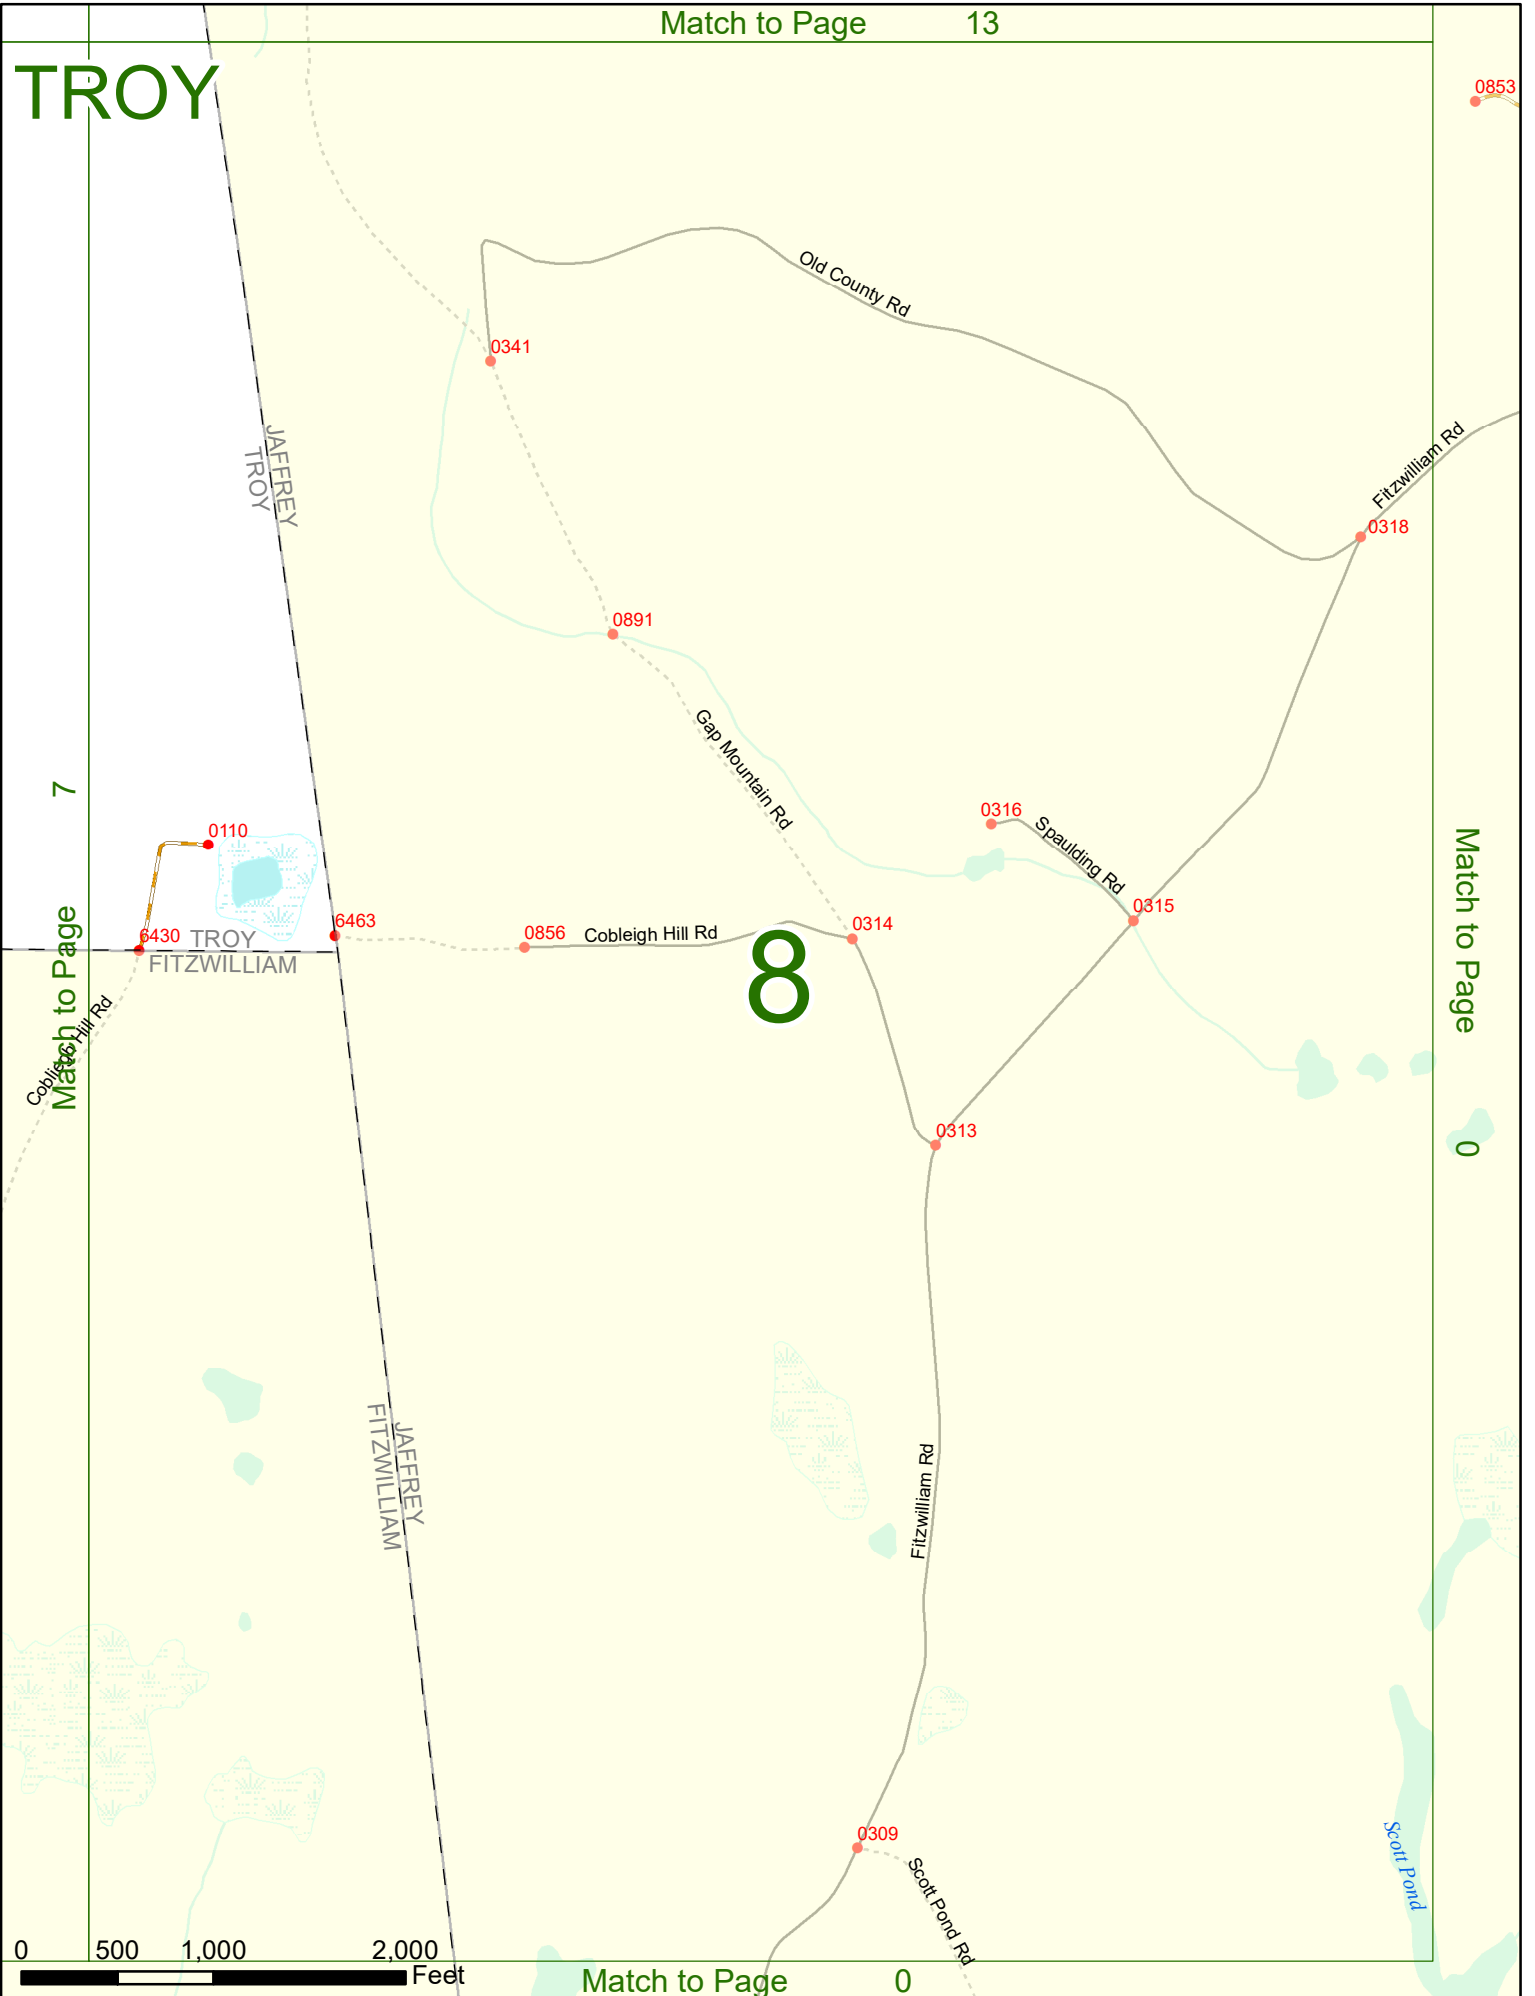 Match to Page 13
TROY
0853
Old County Rd
0341
Fitzwilliam Rd
JAFFREY
TROY
0318
0891
Gap Mountain Rd
7
Match to Page
0316
Spaulding Rd
0110
0315
Match to Page
0
6463
0856
Cobleigh Hill Rd
0314
6430
TROY
FITZWILLIAM
8
Cobliegh Hill Rd
0313
JAFFREY
FITZWILLIAM
Fitzwilliam Rd
0309
Scott Pond Rd
Scott Pond
0 500 1,000 2,000
Feet
Match to Page 0